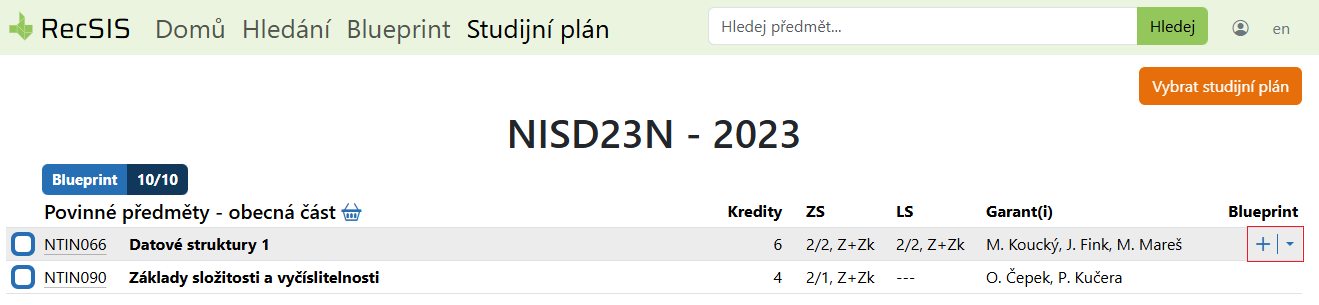 RecSIS Domů Hledání Blueprint Studijní plán Hledej předmět... Hledej en
Vybrat studijní plán
NISD23N - 2023
Blueprint 10/10
Povinné předměty - obecná část Kredity ZS LS Garant(i) Blueprint
NTIN066 Datové struktury 1 6 2/2, Z+Zk 2/2, Z+Zk M. Koucký, J. Fink, M. Mareš
NTIN090 Základy složitosti a vyčíslitelnosti 4 2/1, Z+Zk --- O. Čepek, P. Kučera